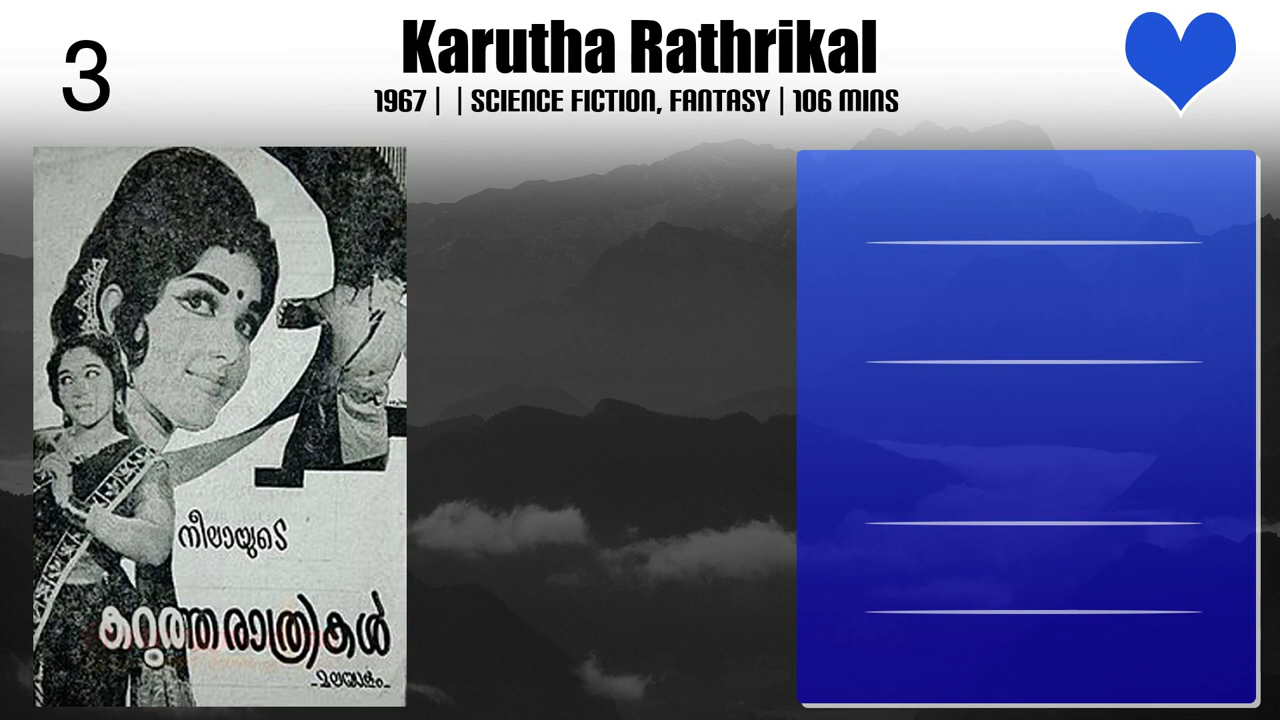 3
Karutha Rathrikal
1967 | | SCIENCE FICTION, FANTASY | 106 MINS
നീലായുടെ
കറുത്ത രാത്രികൾ
-മലയാളം-